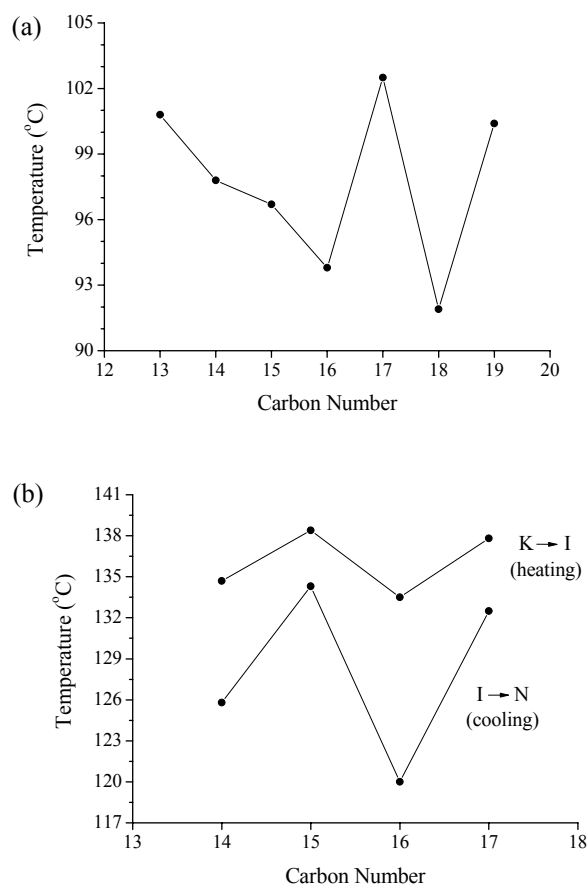 (a)
105
102
99
96
93
90
Temperature (°C)
12 13 14 15 16 17 18 19 20
Carbon Number
(b)
141
138
135
132
129
126
123
120
117
Temperature (°C)
K → I
(heating)
I → N
(cooling)
13 14 15 16 17 18
Carbon Number